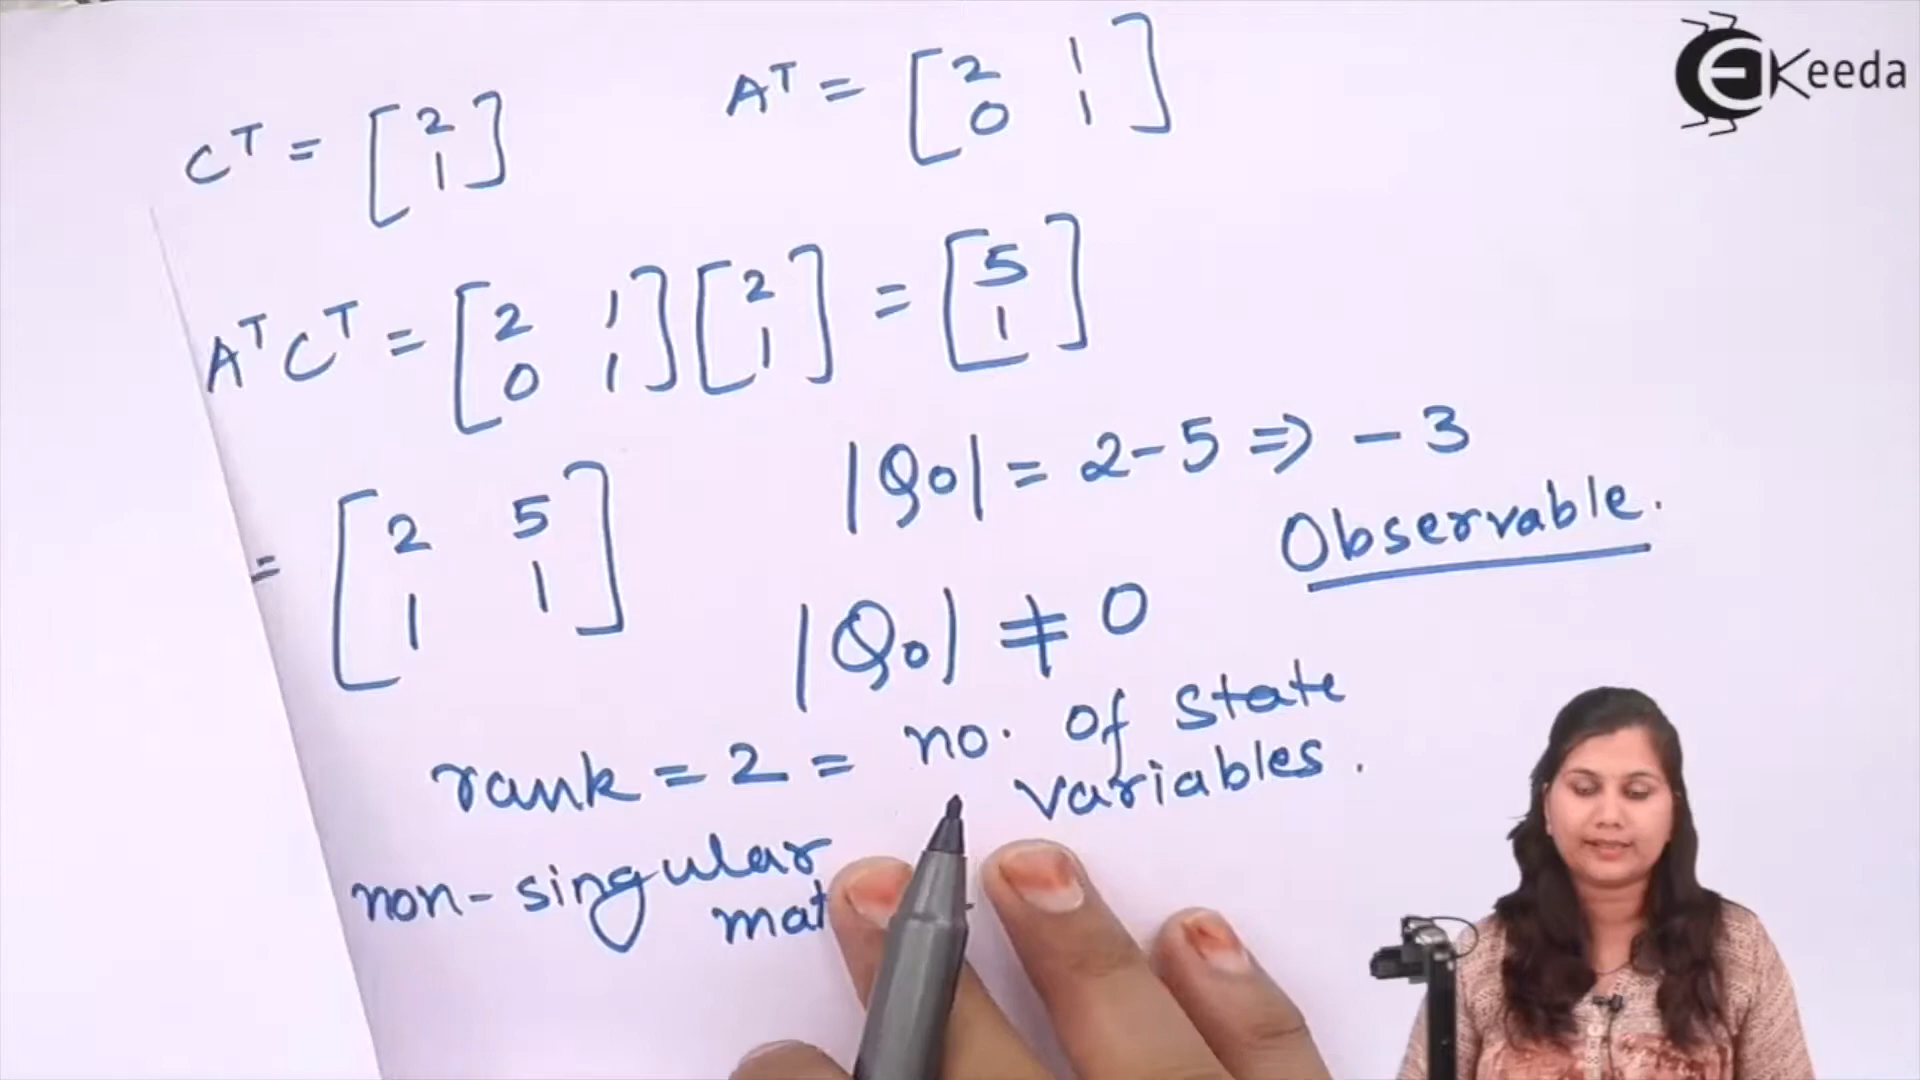 EKeeda
C^T = [2 1]
A^T = [2 1 0 1]
A^T C^T = [2 1 0 1] [2 1] = [5 1]
|Q0| = 2-5 => -3
= [2 5 1 1]
Observable.
|Q0| ≠ 0
rank = 2 = no. of state
variables.
non-singular